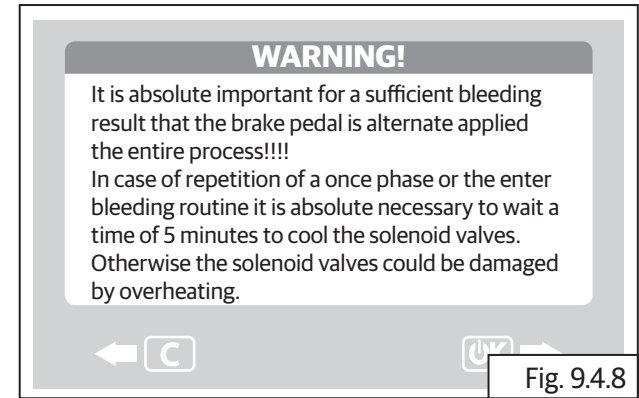 WARNING!
It is absolute important for a sufficient bleeding
result that the brake pedal is alternate applied
the entire process!!!!
In case of repetition of a once phase or the enter
bleeding routine it is absolute necessary to wait a
time of 5 minutes to cool the solenoid valves.
Otherwise the solenoid valves could be damaged
by overheating.
C OK
Fig. 9.4.8